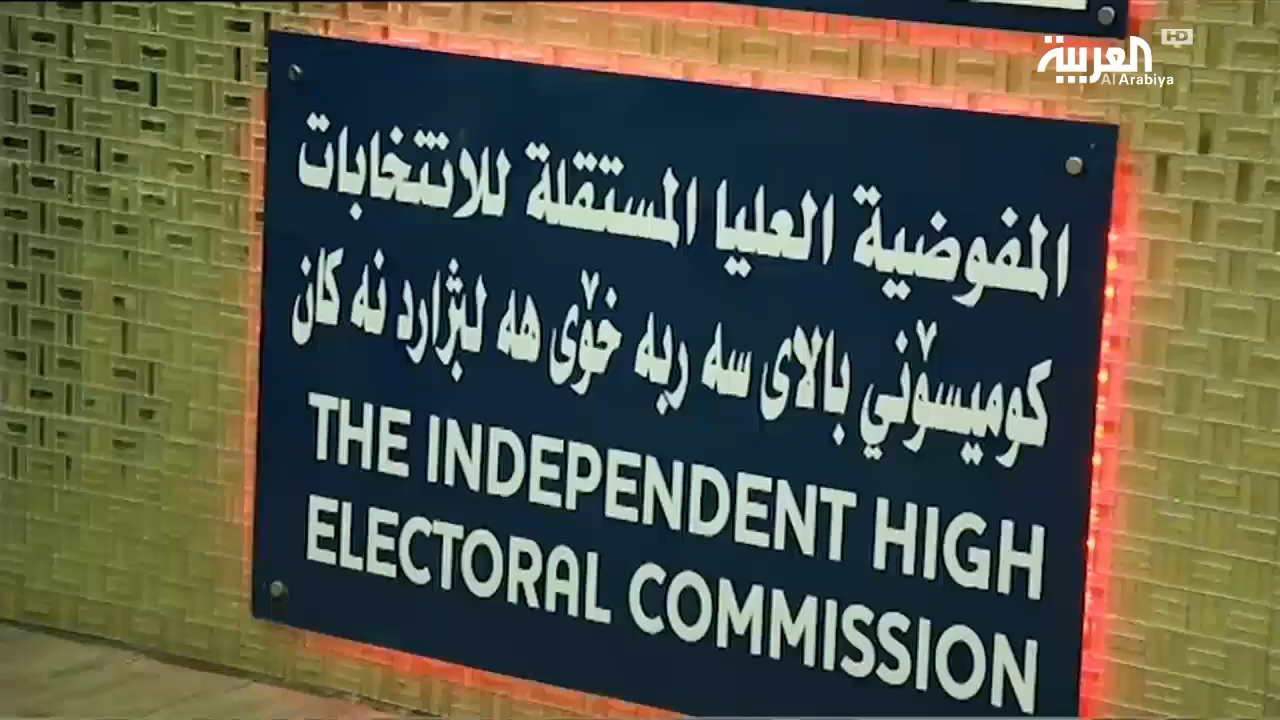 العربية HD
Al Arabiya
المفوضية العليا المستقلة للانتخابات
كوميسۆني بالاى سه ربه خۆى هه لبژارد نه كان
THE INDEPENDENT HIGH
ELECTORAL COMMISSION